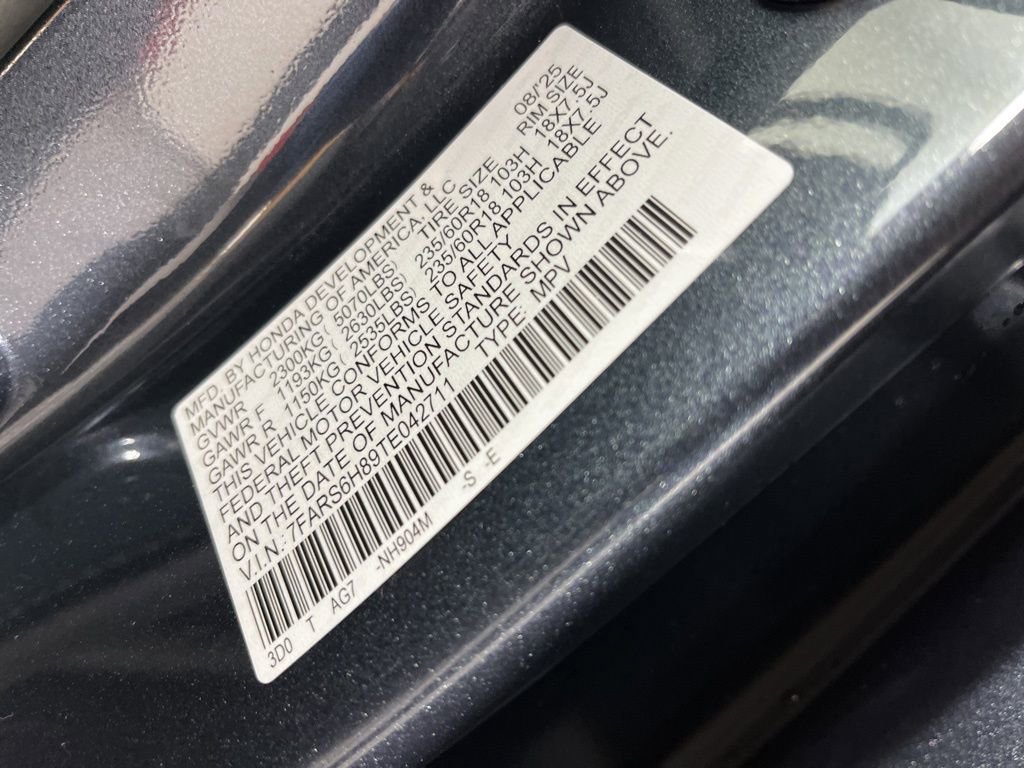 MFD. BY HONDA DEVELOPMENT & 08/'25
MANUFACTURING OF AMERICA, LLC
TIRE SIZE RIM SIZE
GVWR 2300KG ( 5070LBS)
GAWR F 1193KG ( 2630LBS) 235/60R18 103H 18X7.5J
GAWR R 1150KG ( 2535LBS) 235/60R18 103H 18X7.5J
THIS VEHICLE CONFORMS TO ALL APPLICABLE
FEDERAL MOTOR VEHICLE SAFETY
AND THEFT PREVENTION STANDARDS IN EFFECT
ON THE DATE OF MANUFACTURE SHOWN ABOVE.
V.I.N: 7FARS6H89TE042711 TYPE: MPV
3D0 T AG7 -NH904M -S -E